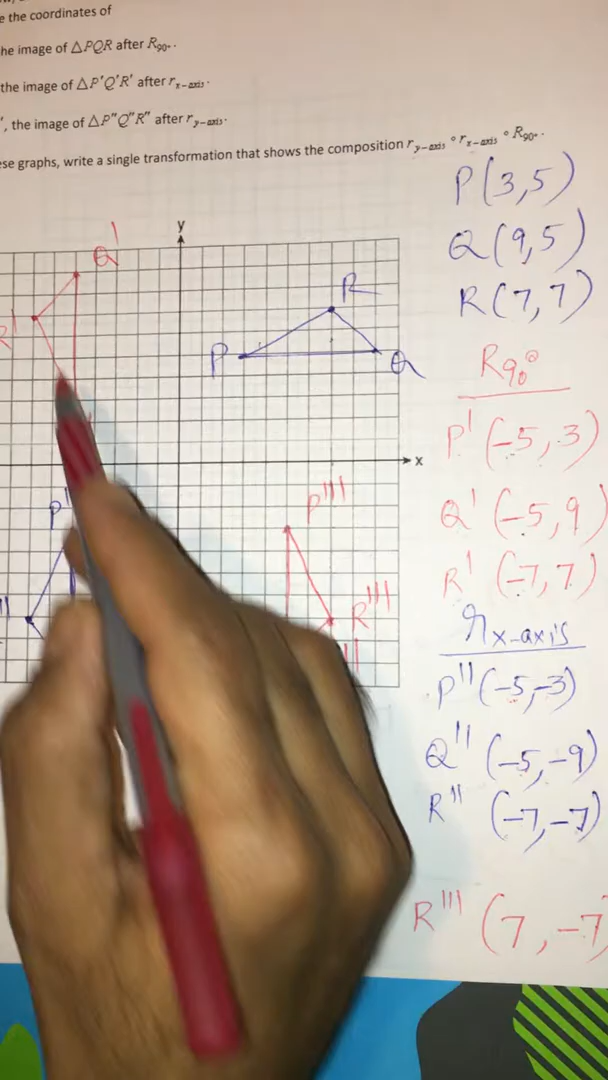 e the coordinates of
he image of △PQR after R90°.
the image of △P'Q'R' after rx−axis.
', the image of △P"Q"R" after ry−axis.
ese graphs, write a single transformation that shows the composition ry−axis ∘ rx−axis ∘ R90°.
P(3,5)
Q(9,5)
R(7,7)
R90°
P'(-5,3)
Q'(-5,9)
R'(-7,7)
rx-axis
P"(-5,-3)
Q"(-5,-9)
R"(-7,-7)
R'''(7,-7)
y
Q'
R
R'
P
Q
x
P'''
R'''